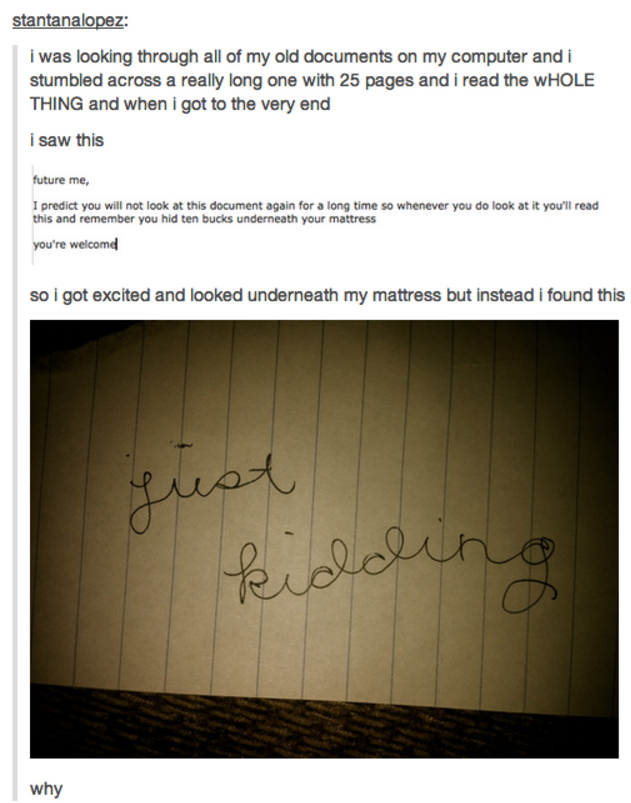 stantanalopez:
i was looking through all of my old documents on my computer and i
stumbled across a really long one with 25 pages and i read the wHOLE
THING and when i got to the very end
i saw this
future me,
I predict you will not look at this document again for a long time so whenever you do look at it you'll read
this and remember you hid ten bucks underneath your mattress
you're welcome
so i got excited and looked underneath my mattress but instead i found this
just
kidding
why